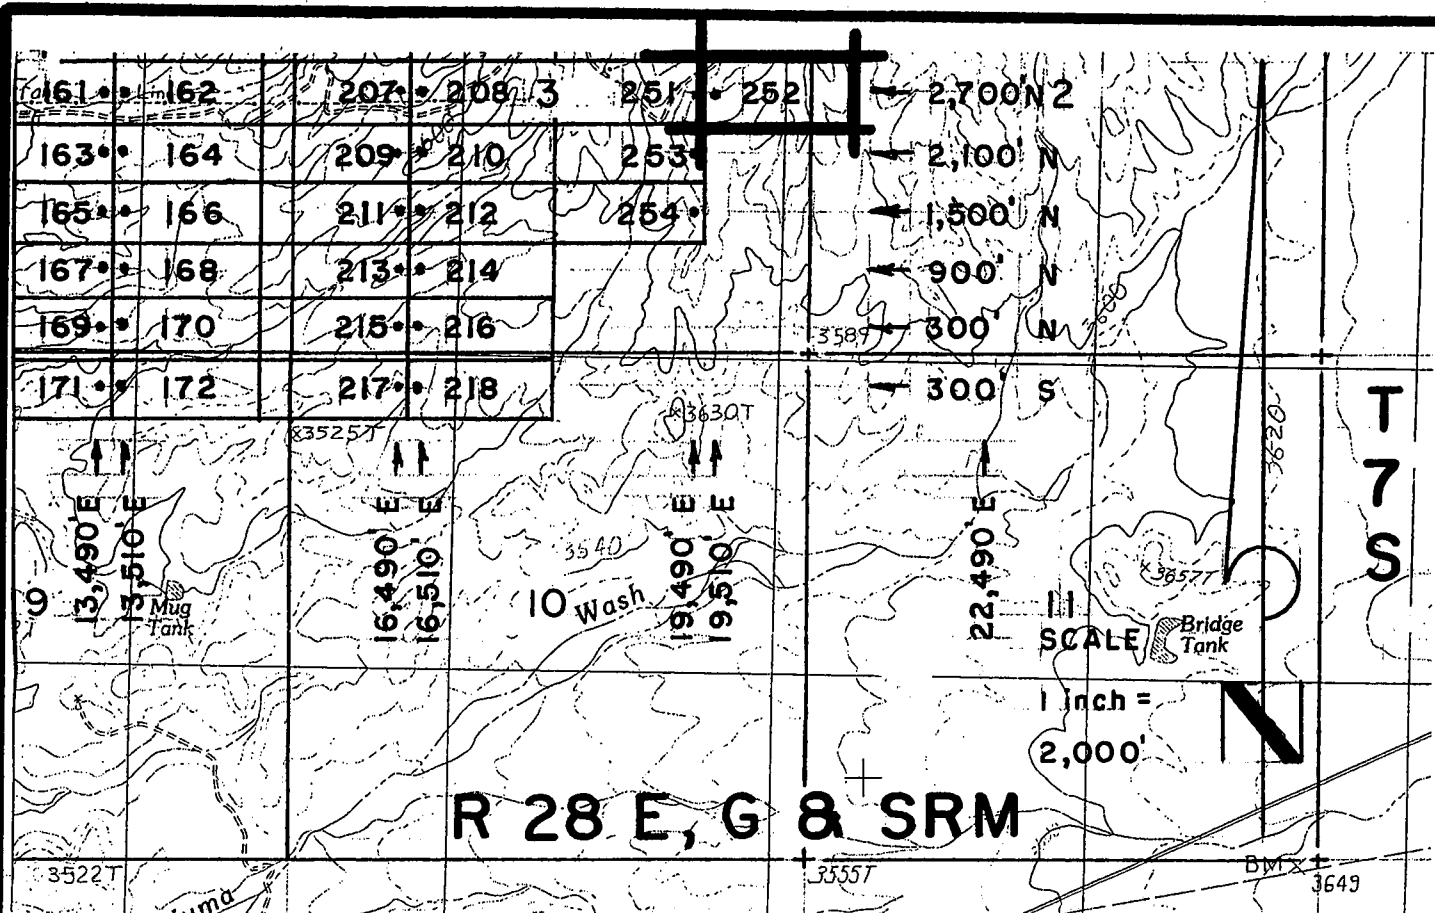 161 162 207 208 3 251 252 2,700' N 2
163 164 209 210 253 2,100' N
3600
165 166 211 212 254 1,500' N
167 168 213 214 900' N
3600
169 170 215 216 300' N
3589
171 172 217 218 300' S
T
7
S
3630T
x3525T
3620
13,490' E
13,510' E
16,490' E
16,510' E
19,490' E
19,510' E
22,490' E
3540
x3657T
9
Mug
Tank
10
Wash
11
SCALE
Bridge
Tank
1 inch =
2,000'
N
R 28 E, G & SRM
3522T
3555T
BM x
3649